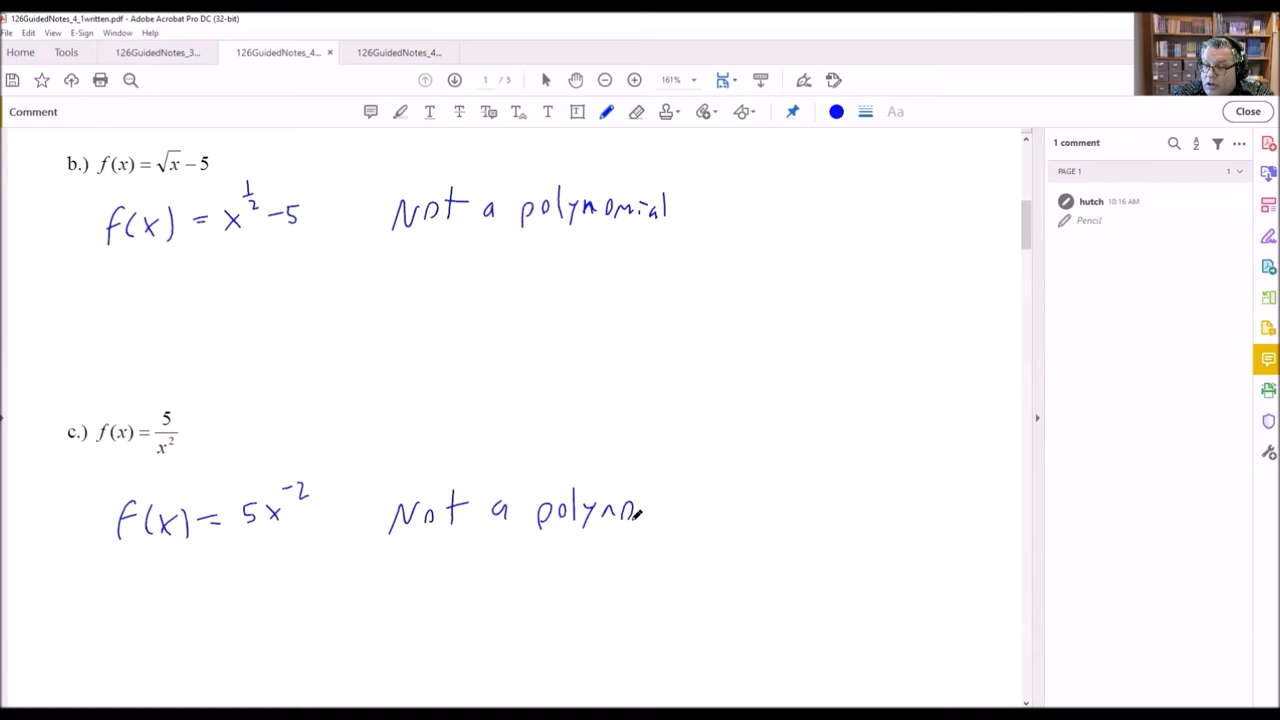 126GuidedNotes_4_1written.pdf - Adobe Acrobat Pro DC (32-bit)
File Edit View E-Sign Window Help
Home Tools 126GuidedNotes_3... 126GuidedNotes_4... × 126GuidedNotes_4...
1 / 5 161%
Comment Aa Close
b.) f(x) = √x − 5
f(x) = x^(1/2) − 5 Not a polynomial
c.) f(x) = 5/x²
f(x) = 5x⁻² Not a polyno
1 comment
PAGE 1 1
hutch 10:16 AM
Pencil